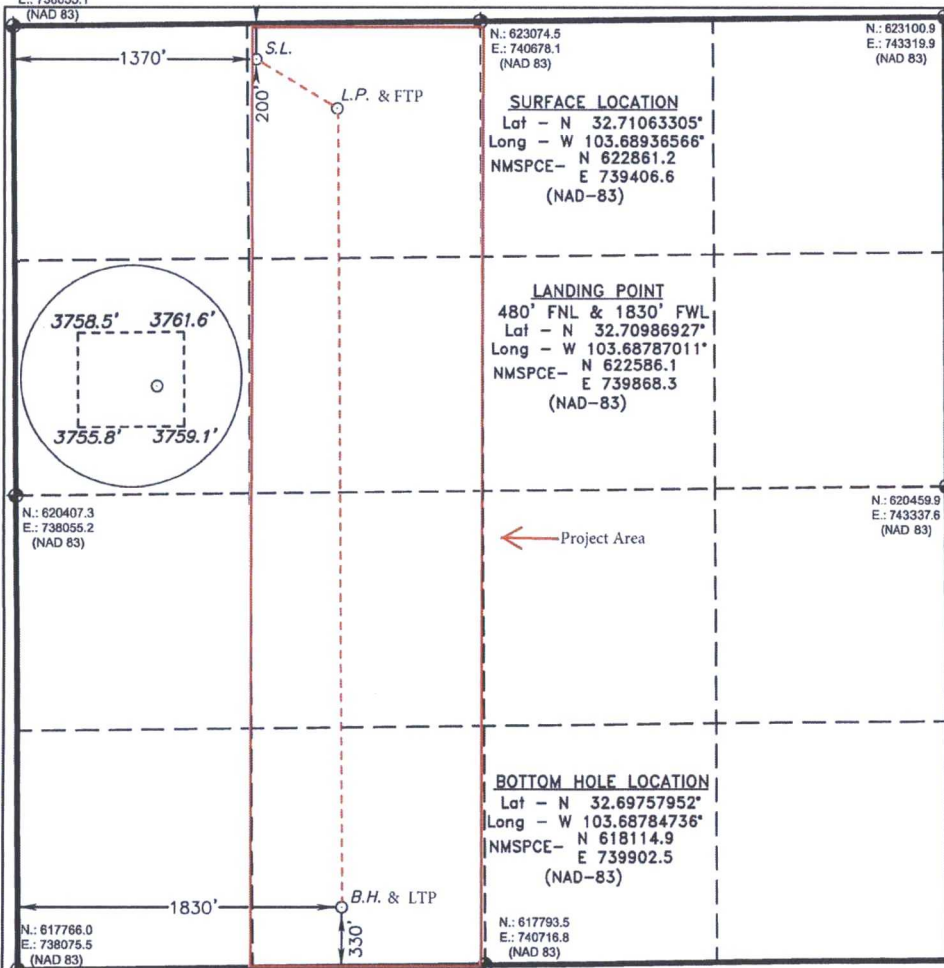 (NAD 83)
N.: 623074.5
E.: 740678.1
(NAD 83)
N.: 623100.9
E.: 743319.9
(NAD 83)
1370'
S.L.
200'
L.P. & FTP
SURFACE LOCATION
Lat - N 32.71063305°
Long - W 103.68936566°
NMSPCE- N 622861.2
E 739406.6
(NAD-83)
LANDING POINT
480' FNL & 1830' FWL
Lat - N 32.70986927°
Long - W 103.68787011°
NMSPCE- N 622586.1
E 739868.3
(NAD-83)
3758.5' 3761.6'
3755.8' 3759.1'
N.: 620407.3
E.: 738055.2
(NAD 83)
N.: 620459.9
E.: 743337.6
(NAD 83)
Project Area
BOTTOM HOLE LOCATION
Lat - N 32.69757952°
Long - W 103.68784736°
NMSPCE- N 618114.9
E 739902.5
(NAD-83)
1830'
B.H. & LTP
330'
N.: 617766.0
E.: 738075.5
(NAD 83)
N.: 617793.5
E.: 740716.8
(NAD 83)